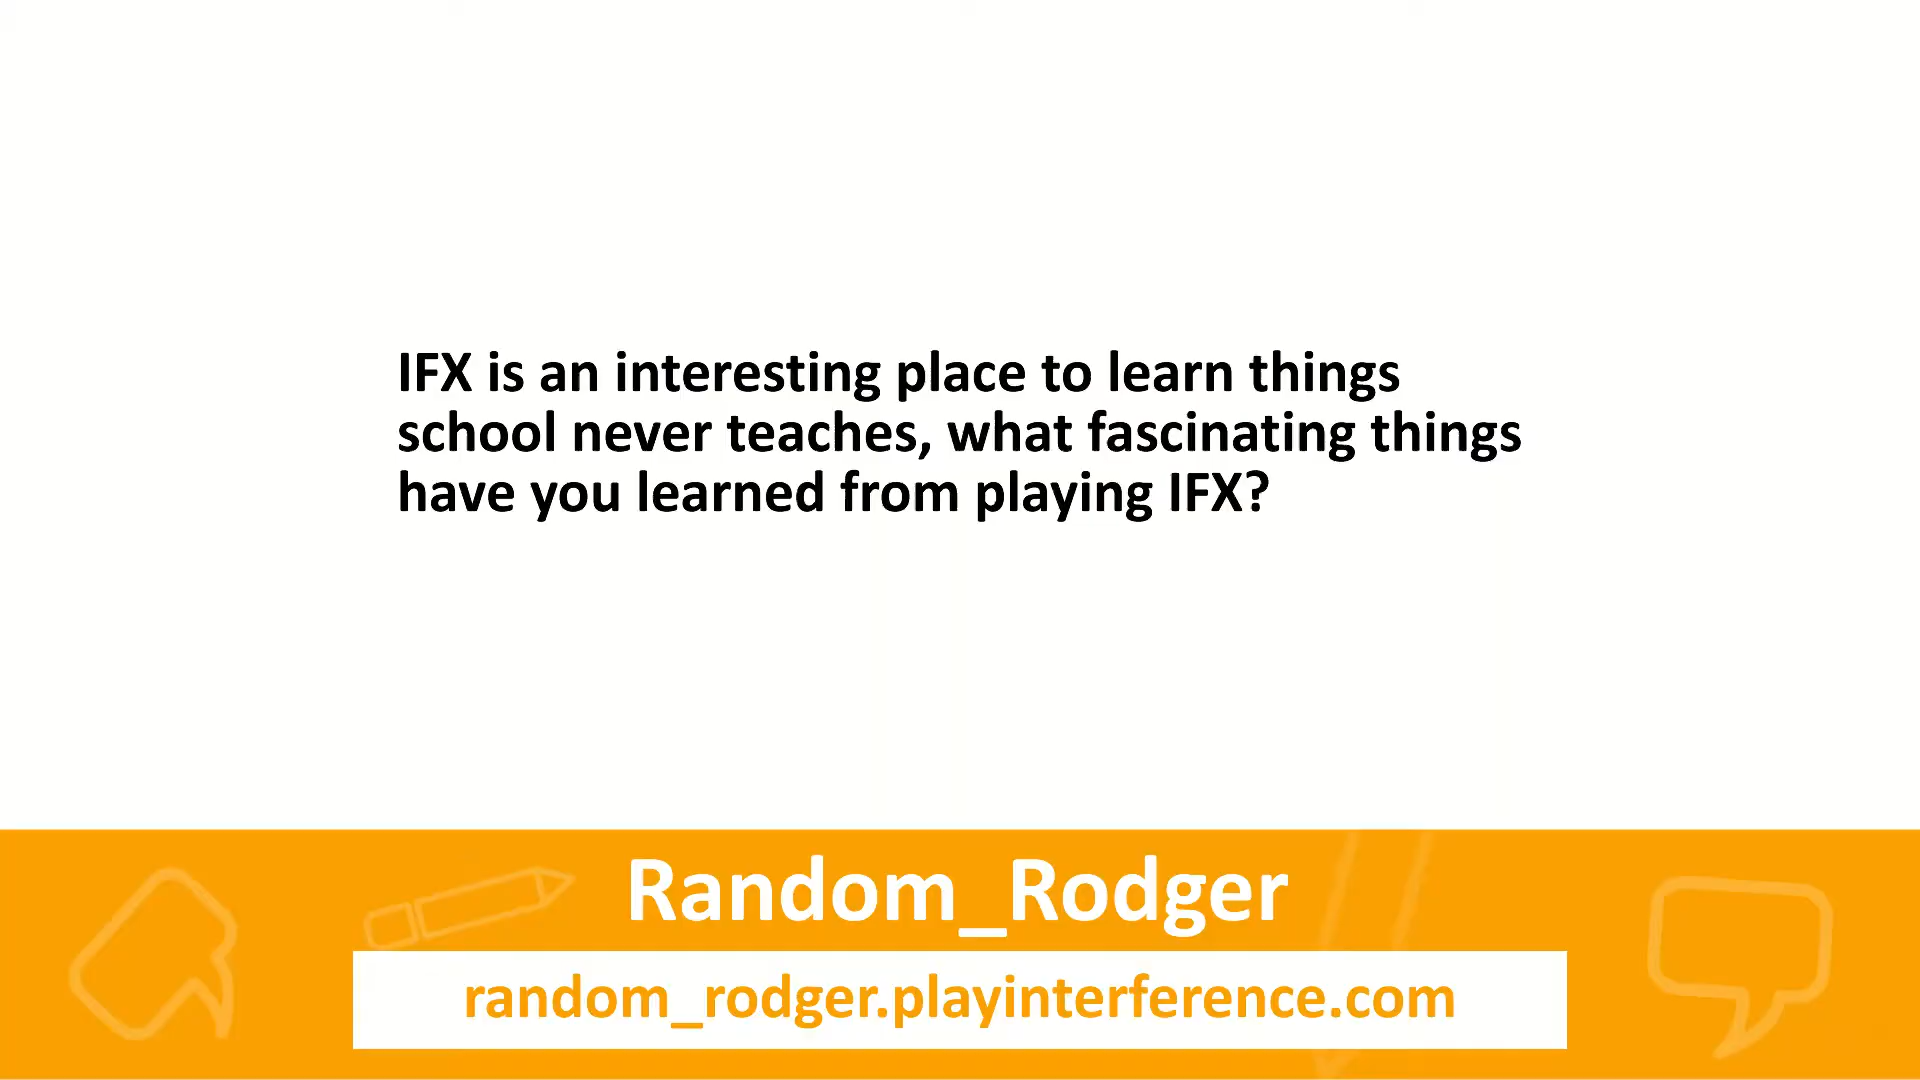 IFX is an interesting place to learn things
school never teaches, what fascinating things
have you learned from playing IFX?
Random_Rodger
random_rodger.playinterference.com